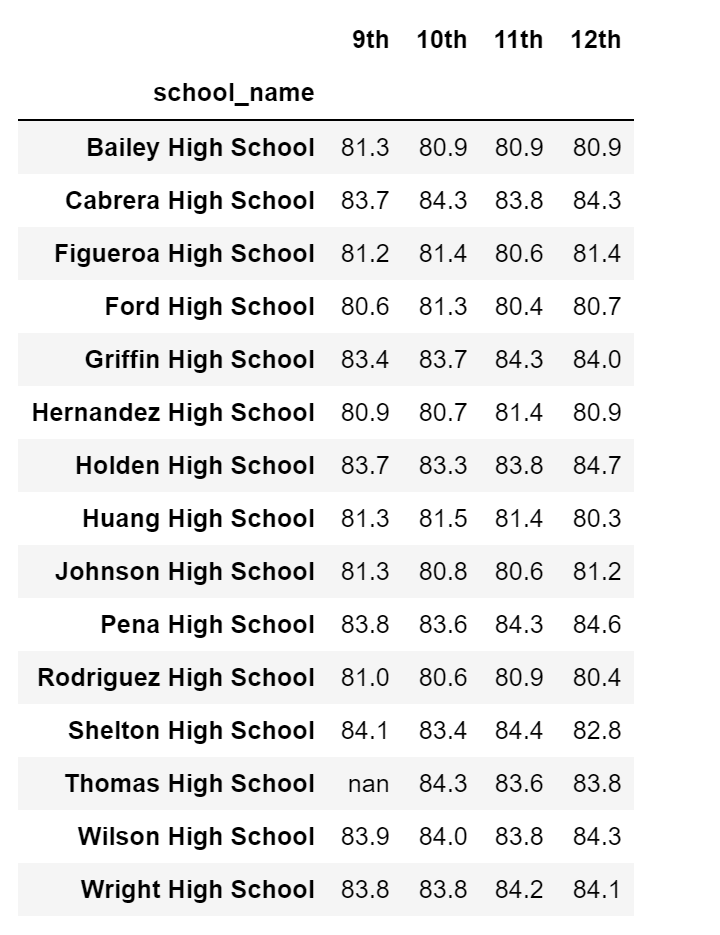 9th 10th 11th 12th
school_name
Bailey High School 81.3 80.9 80.9 80.9
Cabrera High School 83.7 84.3 83.8 84.3
Figueroa High School 81.2 81.4 80.6 81.4
Ford High School 80.6 81.3 80.4 80.7
Griffin High School 83.4 83.7 84.3 84.0
Hernandez High School 80.9 80.7 81.4 80.9
Holden High School 83.7 83.3 83.8 84.7
Huang High School 81.3 81.5 81.4 80.3
Johnson High School 81.3 80.8 80.6 81.2
Pena High School 83.8 83.6 84.3 84.6
Rodriguez High School 81.0 80.6 80.9 80.4
Shelton High School 84.1 83.4 84.4 82.8
Thomas High School nan 84.3 83.6 83.8
Wilson High School 83.9 84.0 83.8 84.3
Wright High School 83.8 83.8 84.2 84.1